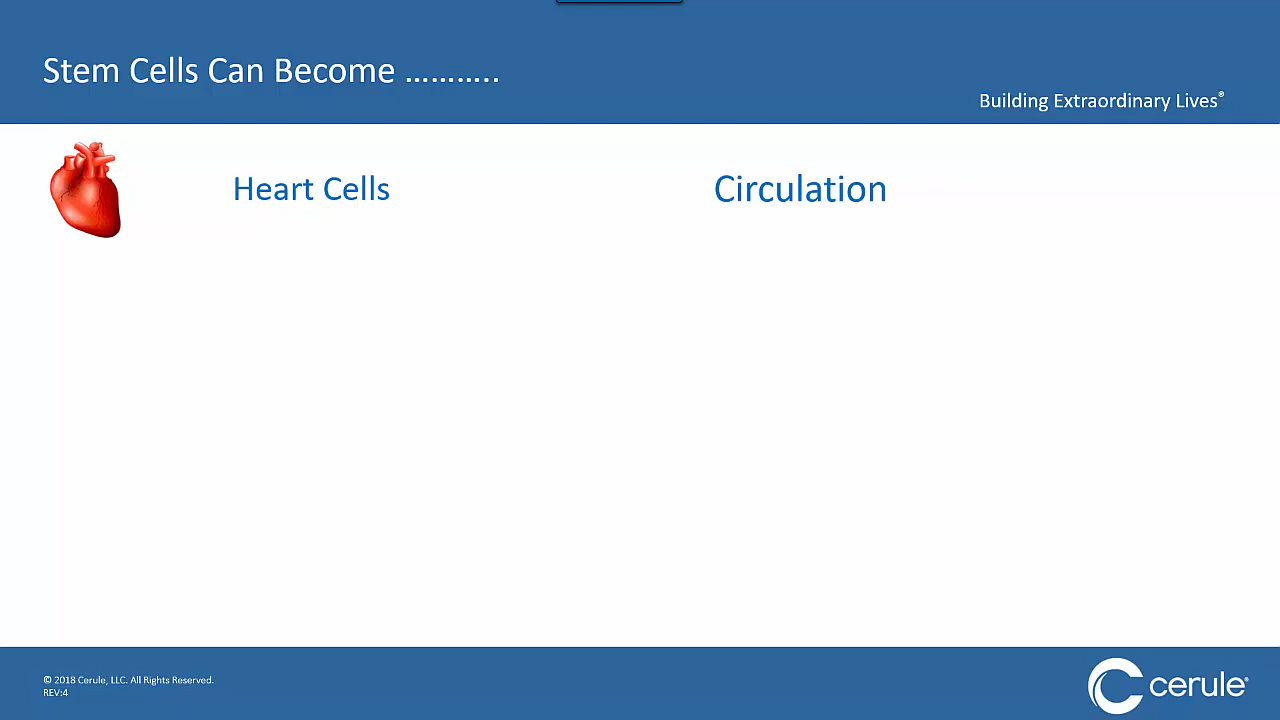 Stem Cells Can Become ………..
Building Extraordinary Lives®
Heart Cells
Circulation
© 2018 Cerule, LLC. All Rights Reserved.
REV:4
cerule®